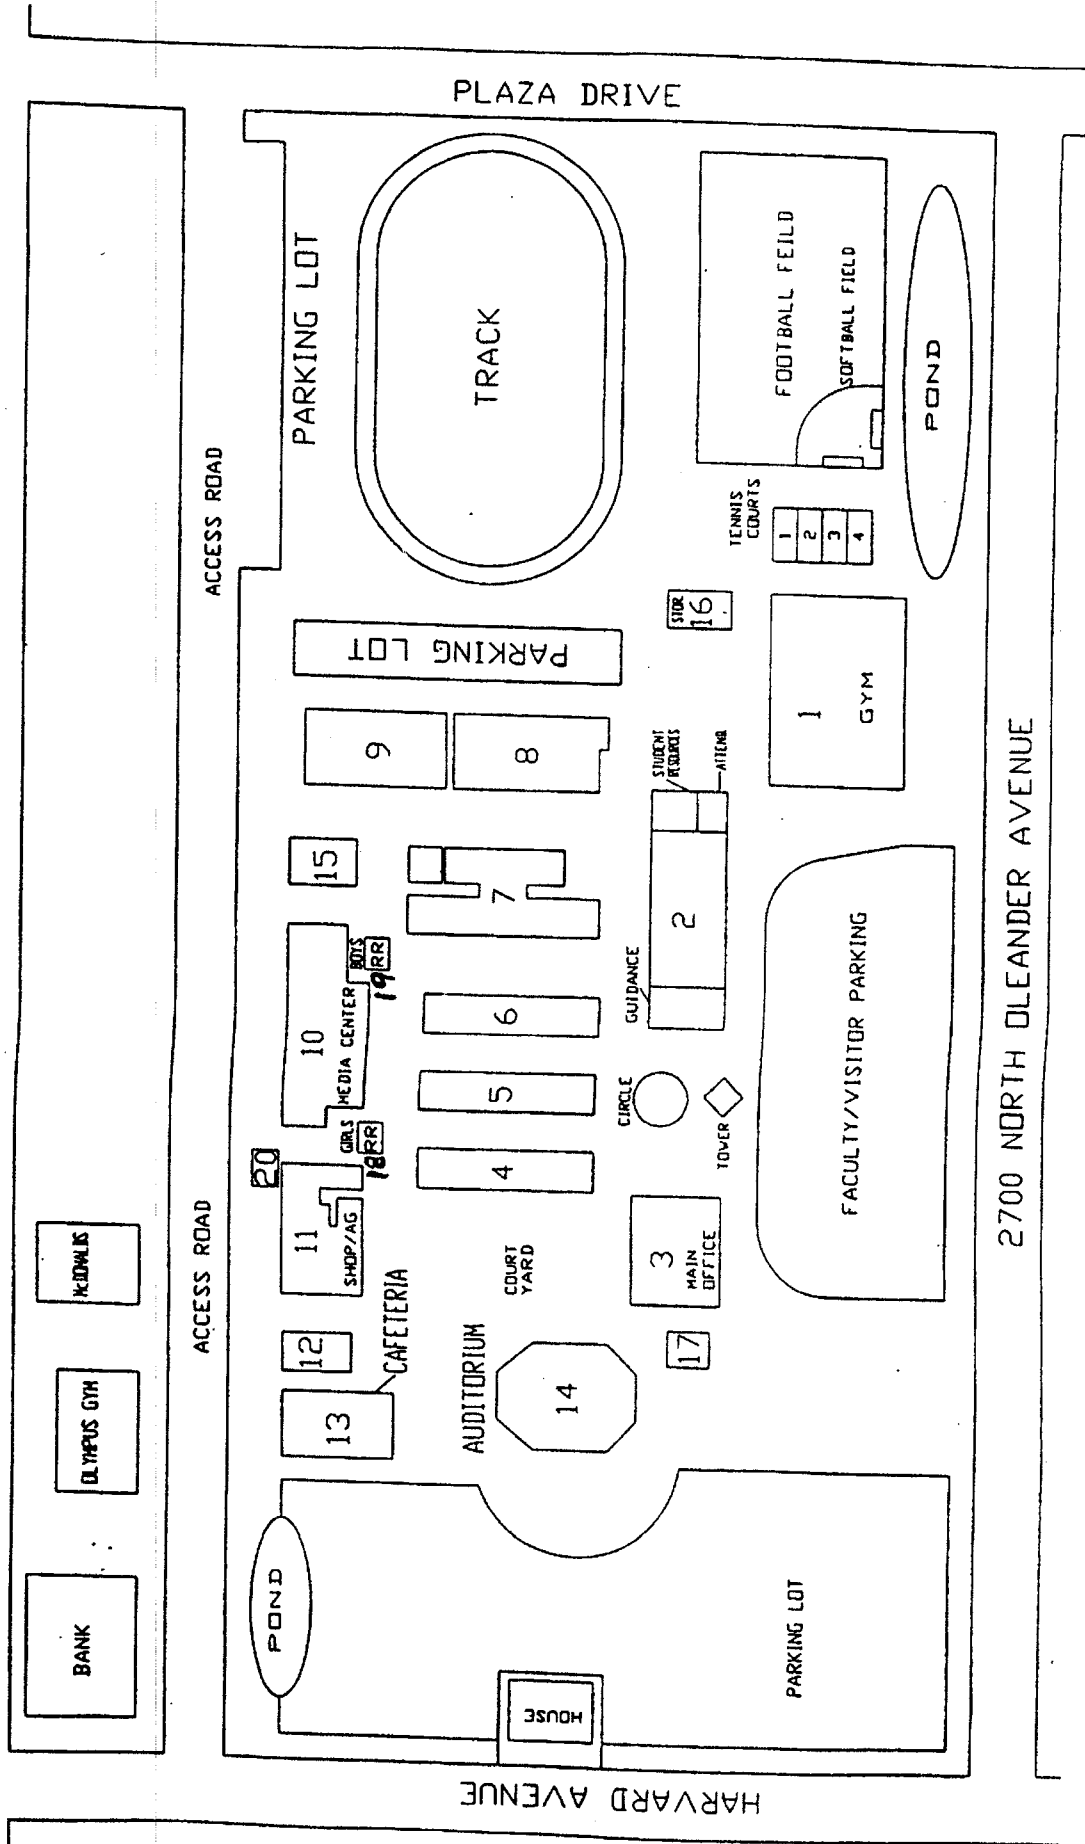 PLAZA DRIVE
PARKING LOT
TRACK
FOOTBALL FEILD
SOFTBALL FIELD
POND
ACCESS ROAD
TENNIS
COURTS
1
2
3
4
STOR
16
PARKING LOT
1
GYM
9
8
STUDENT
RESOURCES
ATTEND.
15
7
2
GUIDANCE
10
MEDIA CENTER
BOYS
RR
19
6
5
4
CIRCLE
TOWER
FACULTY/VISITOR PARKING
2700 NORTH OLEANDER AVENUE
GIRLS
RR
18
20
11
SHOP/AG
COURT
YARD
3
MAIN
OFFICE
ACCESS ROAD
McDONALDS
OLYMPUS GYM
BANK
12
CAFETERIA
13
AUDITORIUM
14
17
POND
PARKING LOT
HOUSE
HARVARD AVENUE